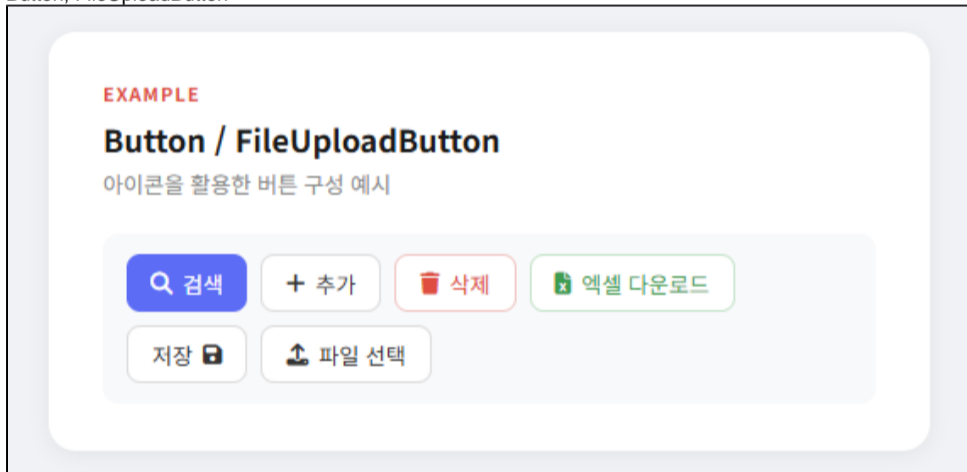 EXAMPLE
Button / FileUploadButton
아이콘을 활용한 버튼 구성 예시
검색 추가 삭제 엑셀 다운로드
저장 파일 선택